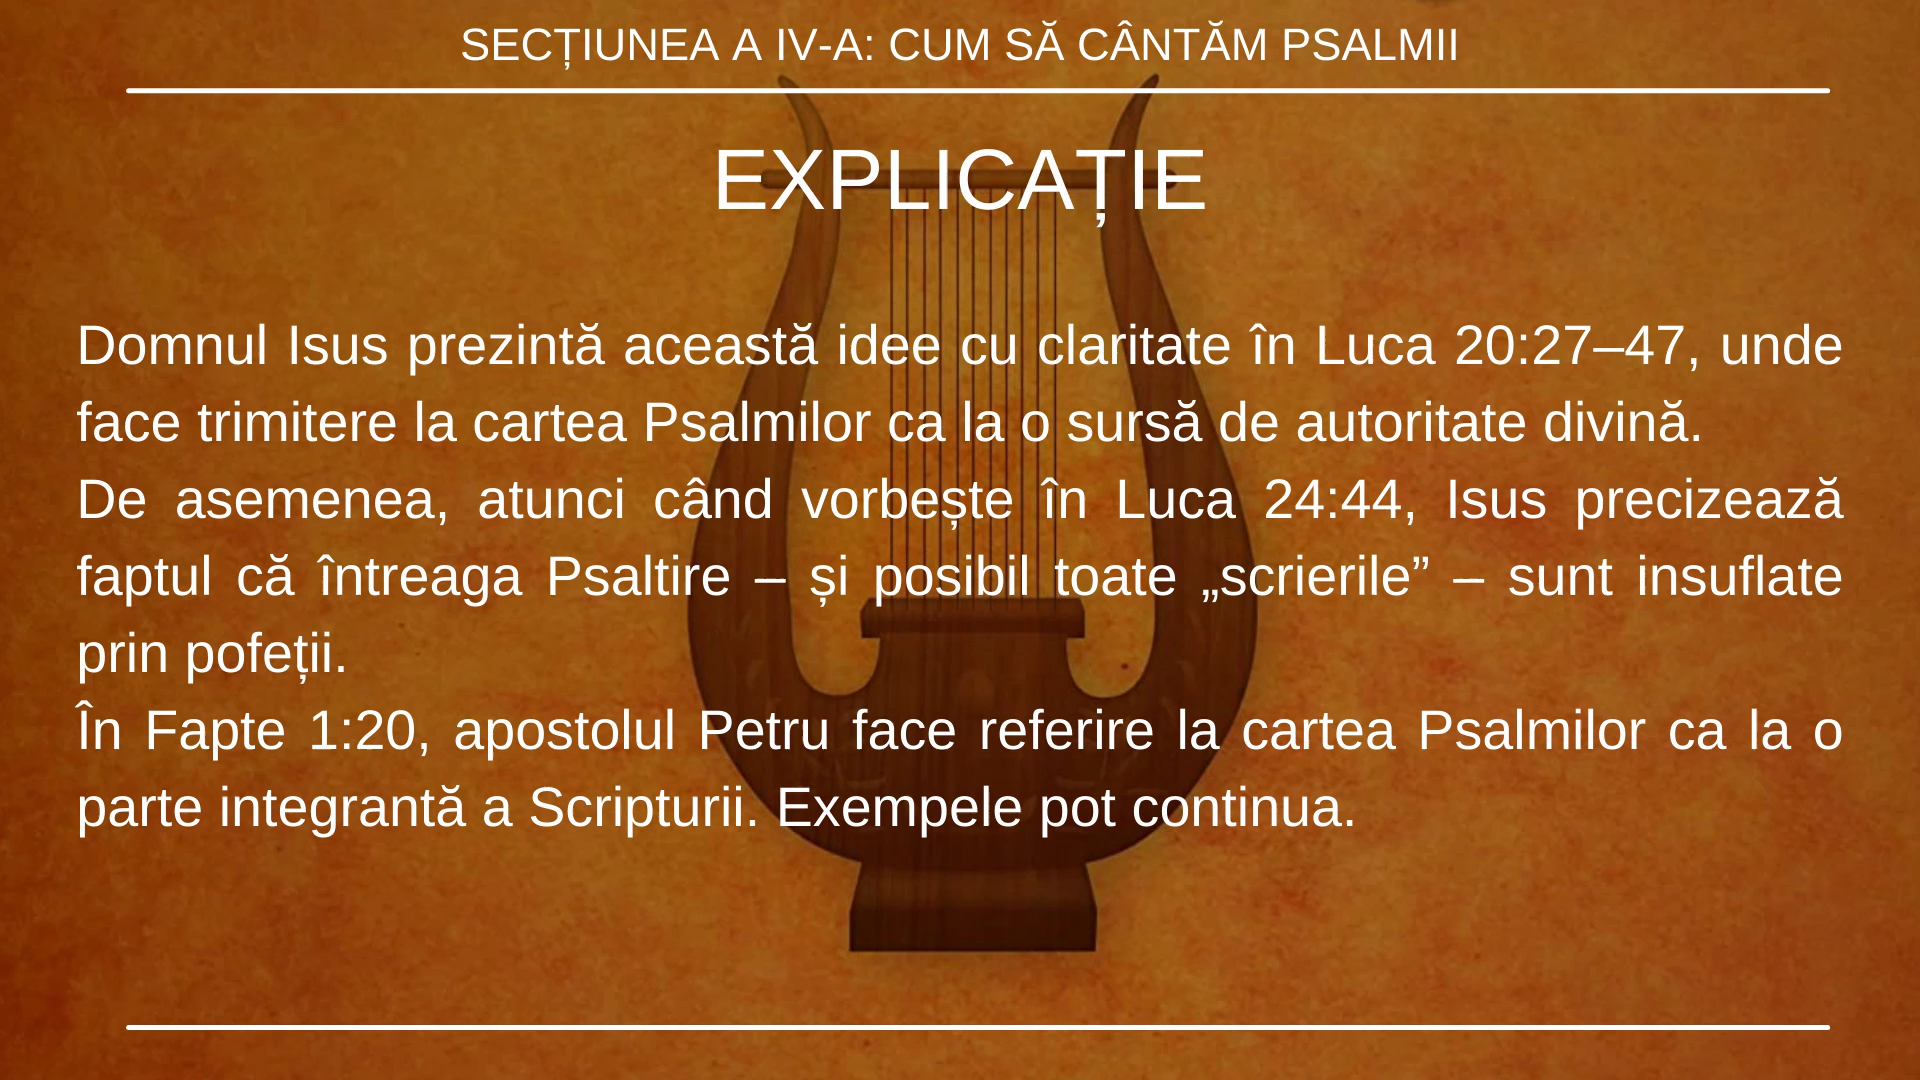 SECȚIUNEA A IV-A: CUM SĂ CÂNTĂM PSALMII
EXPLICAȚIE
Domnul Isus prezintă această idee cu claritate în Luca 20:27–47, unde
face trimitere la cartea Psalmilor ca la o sursă de autoritate divină.
De asemenea, atunci când vorbește în Luca 24:44, Isus precizează
faptul că întreaga Psaltire – și posibil toate „scrierile” – sunt insuflate
prin pofeții.
În Fapte 1:20, apostolul Petru face referire la cartea Psalmilor ca la o
parte integrantă a Scripturii. Exempele pot continua.